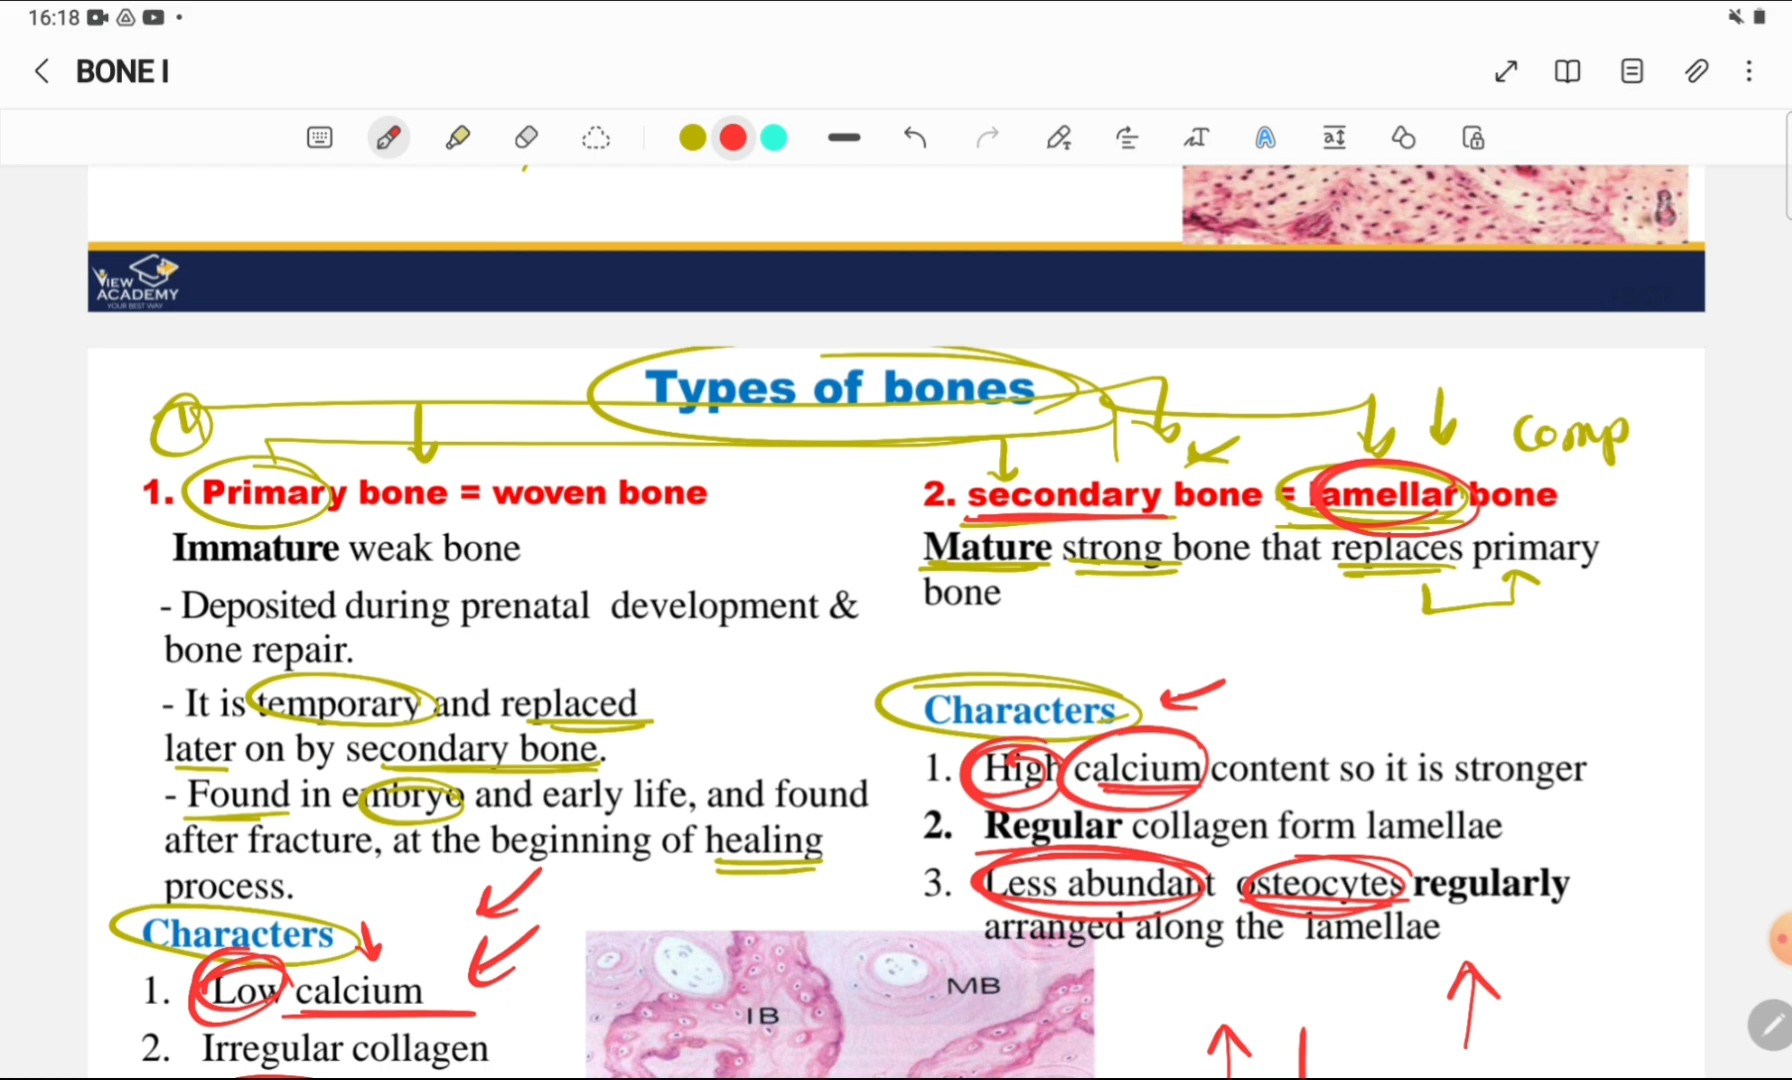 16:18
BONE I
VIEW
ACADEMY
YOUR BEST WAY
Types of bones
comp
1. Primary bone = woven bone
Immature weak bone
- Deposited during prenatal development &
bone repair.
- It is temporary and replaced
later on by secondary bone.
- Found in embryo and early life, and found
after fracture, at the beginning of healing
process.
Characters
1. Low calcium
2. Irregular collagen
2. secondary bone = lamellar bone
Mature strong bone that replaces primary
bone
Characters
1. High calcium content so it is stronger
2. Regular collagen form lamellae
3. Less abundant osteocytes regularly
arranged along the lamellae
IB
MB